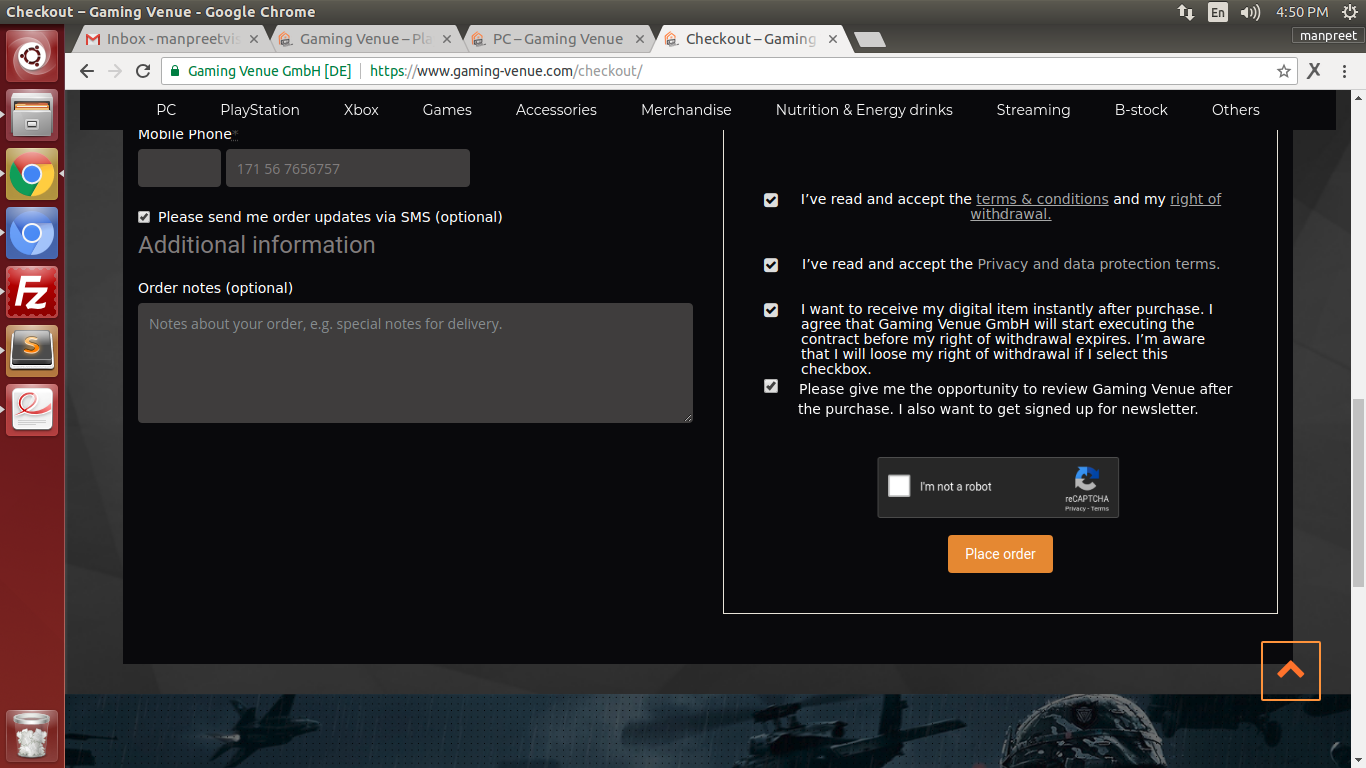 Checkout – Gaming Venue - Google Chrome
En
4:50 PM
manpreet
Inbox - manpreetvis
Gaming Venue – Pla
PC – Gaming Venue
Checkout – Gaming
Gaming Venue GmbH [DE]
https://www.gaming-venue.com/checkout/
PC PlayStation Xbox Games Accessories Merchandise Nutrition & Energy drinks Streaming B-stock Others
Mobile Phone*
171 56 7656757
Please send me order updates via SMS (optional)
Additional information
Order notes (optional)
Notes about your order, e.g. special notes for delivery.
I've read and accept the terms & conditions and my right of
withdrawal.
I've read and accept the Privacy and data protection terms.
I want to receive my digital item instantly after purchase. I
agree that Gaming Venue GmbH will start executing the
contract before my right of withdrawal expires. I'm aware
that I will loose my right of withdrawal if I select this
checkbox.
Please give me the opportunity to review Gaming Venue after
the purchase. I also want to get signed up for newsletter.
I'm not a robot
reCAPTCHA
Privacy - Terms
Place order